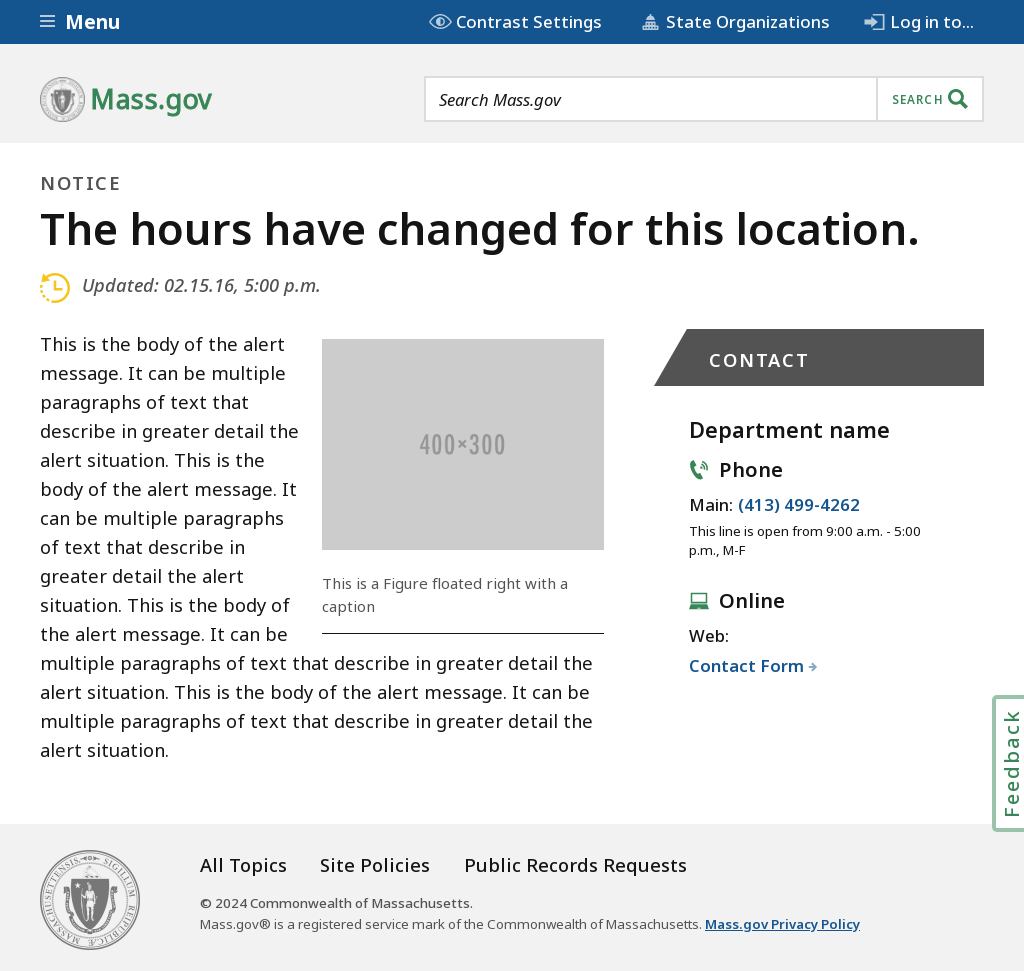 Menu
Contrast Settings
State Organizations
Log in to...
Mass.gov
Search Mass.gov
SEARCH
NOTICE
The hours have changed for this location.
Updated: 02.15.16, 5:00 p.m.
This is the body of the alert
message. It can be multiple
paragraphs of text that
describe in greater detail the
alert situation. This is the
body of the alert message. It
can be multiple paragraphs
of text that describe in
greater detail the alert
situation. This is the body of
the alert message. It can be
multiple paragraphs of text that describe in greater detail the
alert situation. This is the body of the alert message. It can be
multiple paragraphs of text that describe in greater detail the
alert situation.
400×300
This is a Figure floated right with a
caption
CONTACT
Department name
Phone
Main: (413) 499-4262
This line is open from 9:00 a.m. - 5:00
p.m., M-F
Online
Web:
Contact Form
Feedback
All Topics
Site Policies
Public Records Requests
© 2024 Commonwealth of Massachusetts.
Mass.gov® is a registered service mark of the Commonwealth of Massachusetts. Mass.gov Privacy Policy